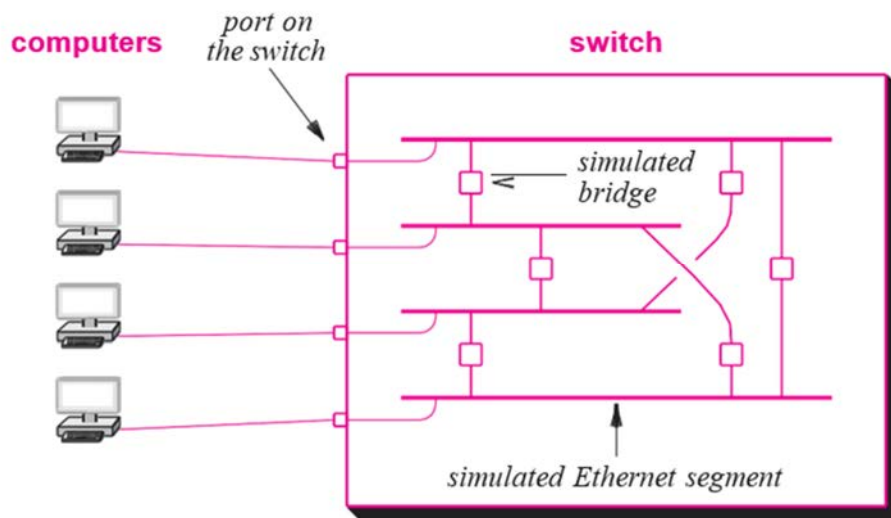 computers
port on
the switch
switch
simulated
bridge
simulated Ethernet segment